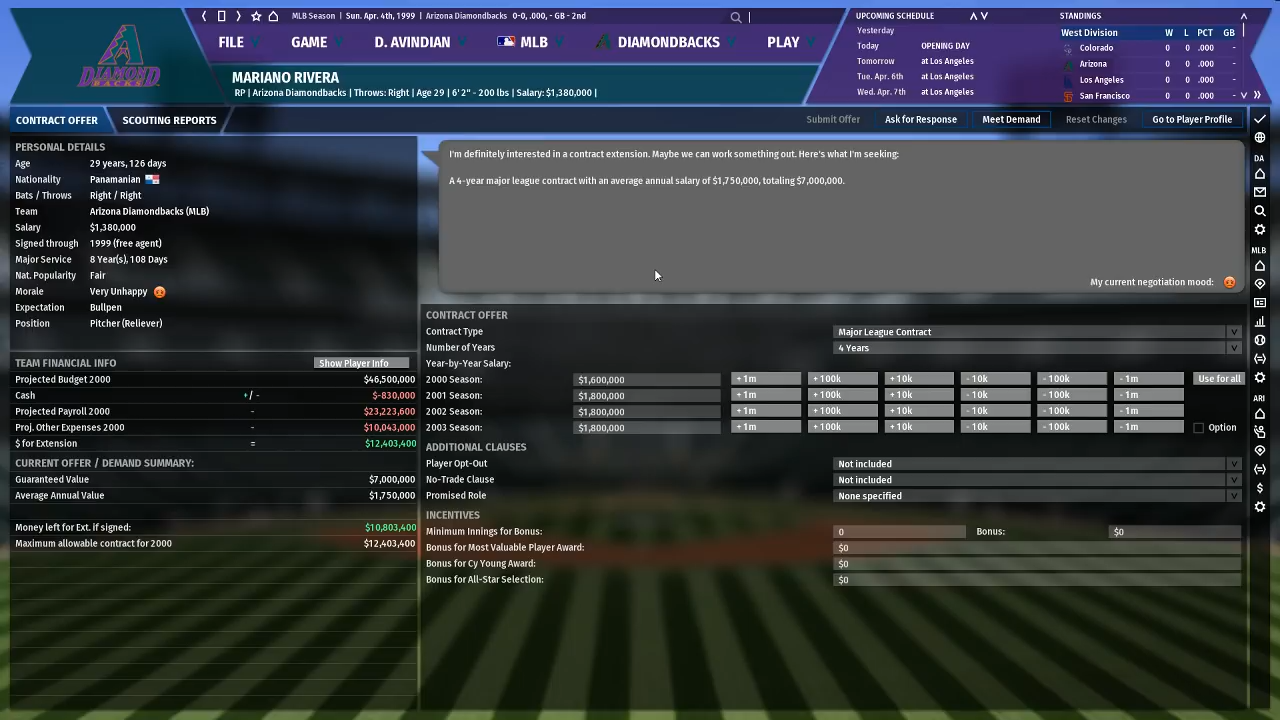 MLB Season | Sun. Apr. 4th, 1999 | Arizona Diamondbacks 0-0, .000, - GB - 2nd
FILE GAME D. AVINDIAN MLB DIAMONDBACKS PLAY
DIAMOND BACKS
MARIANO RIVERA
RP | Arizona Diamondbacks | Throws: Right | Age 29 | 6' 2" - 200 lbs | Salary: $1,380,000 |
UPCOMING SCHEDULE
Yesterday
Today OPENING DAY
Tomorrow at Los Angeles
Tue. Apr. 6th at Los Angeles
Wed. Apr. 7th at Los Angeles
STANDINGS
West Division W L PCT GB
Colorado 0 0 .000 -
Arizona 0 0 .000 -
Los Angeles 0 0 .000 -
San Francisco 0 0 .000 -
CONTRACT OFFER SCOUTING REPORTS
Submit Offer Ask for Response Meet Demand Reset Changes Go to Player Profile
PERSONAL DETAILS
Age 29 years, 126 days
Nationality Panamanian
Bats / Throws Right / Right
Team Arizona Diamondbacks (MLB)
Salary $1,380,000
Signed through 1999 (free agent)
Major Service 8 Year(s), 108 Days
Nat. Popularity Fair
Morale Very Unhappy
Expectation Bullpen
Position Pitcher (Reliever)
TEAM FINANCIAL INFO Show Player Info
Projected Budget 2000 $46,500,000
Cash + / - $-830,000
Projected Payroll 2000 - $23,223,600
Proj. Other Expenses 2000 - $10,043,000
$ for Extension = $12,403,400
CURRENT OFFER / DEMAND SUMMARY:
Guaranteed Value $7,000,000
Average Annual Value $1,750,000
Money left for Ext. if signed: $10,803,400
Maximum allowable contract for 2000 $12,403,400
I'm definitely interested in a contract extension. Maybe we can work something out. Here's what I'm seeking:
A 4-year major league contract with an average annual salary of $1,750,000, totaling $7,000,000.
My current negotiation mood:
CONTRACT OFFER
Contract Type Major League Contract
Number of Years 4 Years
Year-by-Year Salary:
2000 Season: $1,600,000 + 1m + 100k + 10k - 10k - 100k - 1m Use for all
2001 Season: $1,800,000 + 1m + 100k + 10k - 10k - 100k - 1m
2002 Season: $1,800,000 + 1m + 100k + 10k - 10k - 100k - 1m
2003 Season: $1,800,000 + 1m + 100k + 10k - 10k - 100k - 1m Option
ADDITIONAL CLAUSES
Player Opt-Out Not included
No-Trade Clause Not included
Promised Role None specified
INCENTIVES
Minimum Innings for Bonus: 0 Bonus: $0
Bonus for Most Valuable Player Award: $0
Bonus for Cy Young Award: $0
Bonus for All-Star Selection: $0
DA
MLB
ARI